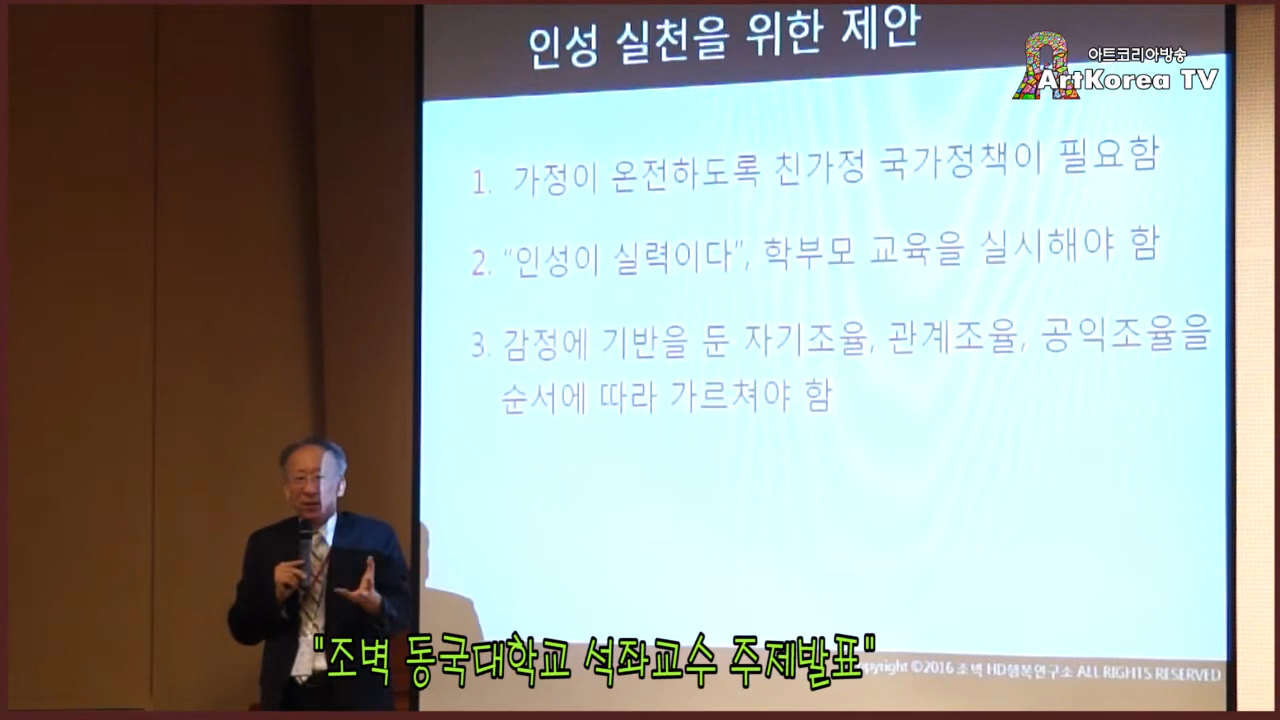 인성 실천을 위한 제안
아트코리아방송
ArtKorea TV
1. 가정이 온전하도록 친가정 국가정책이 필요함
2. “인성이 실력이다”, 학부모 교육을 실시해야 함
3. 감정에 기반을 둔 자기조율, 관계조율, 공익조율을
순서에 따라 가르쳐야 함
"조벽 동국대학교 석좌교수 주제발표"
©2016 조벽 HD행복연구소 ALL RIGHTS RESERVED